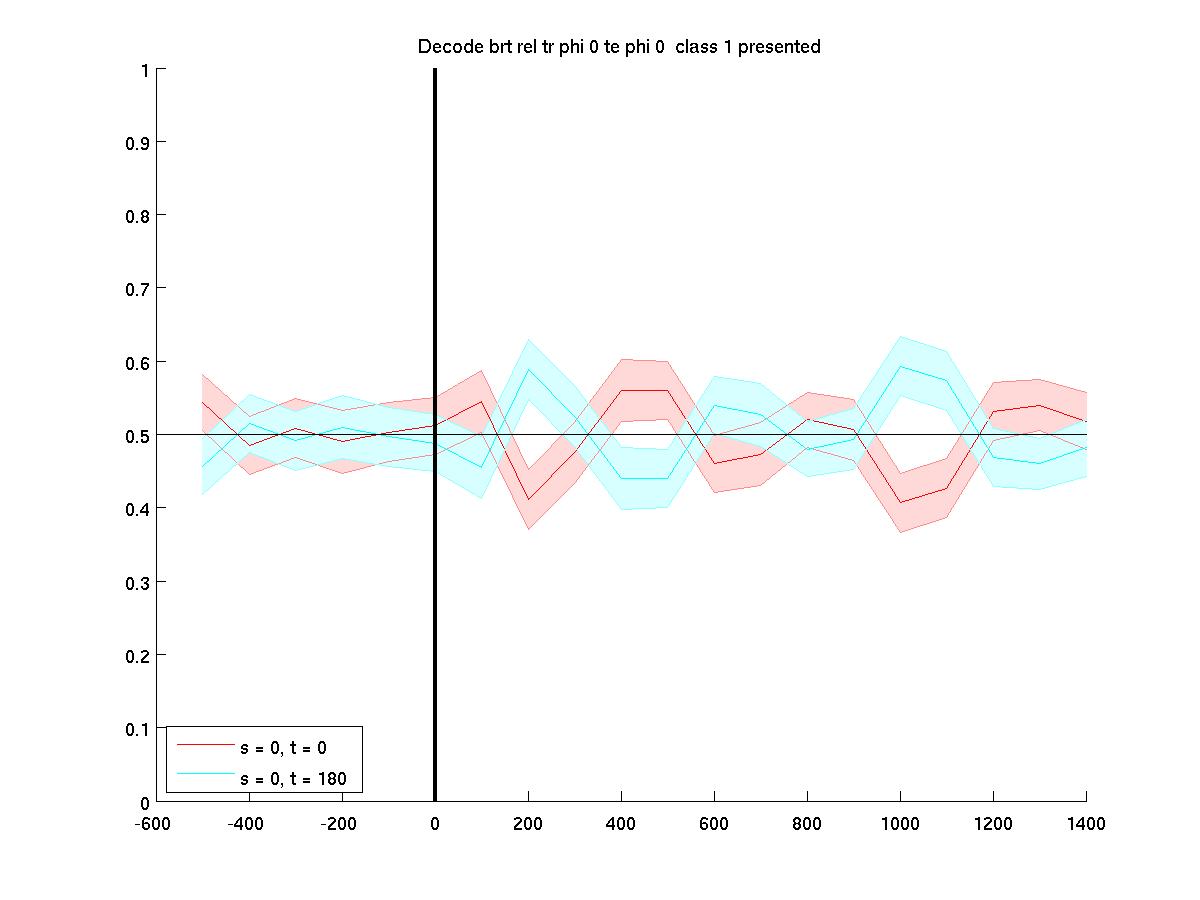 Decode brt rel tr phi 0 te phi 0  class 1 presented
1
0.9
0.8
0.7
0.6
0.5
0.4
0.3
0.2
0.1
0
s = 0, t = 0
s = 0, t = 180
-600 -400 -200 0 200 400 600 800 1000 1200 1400